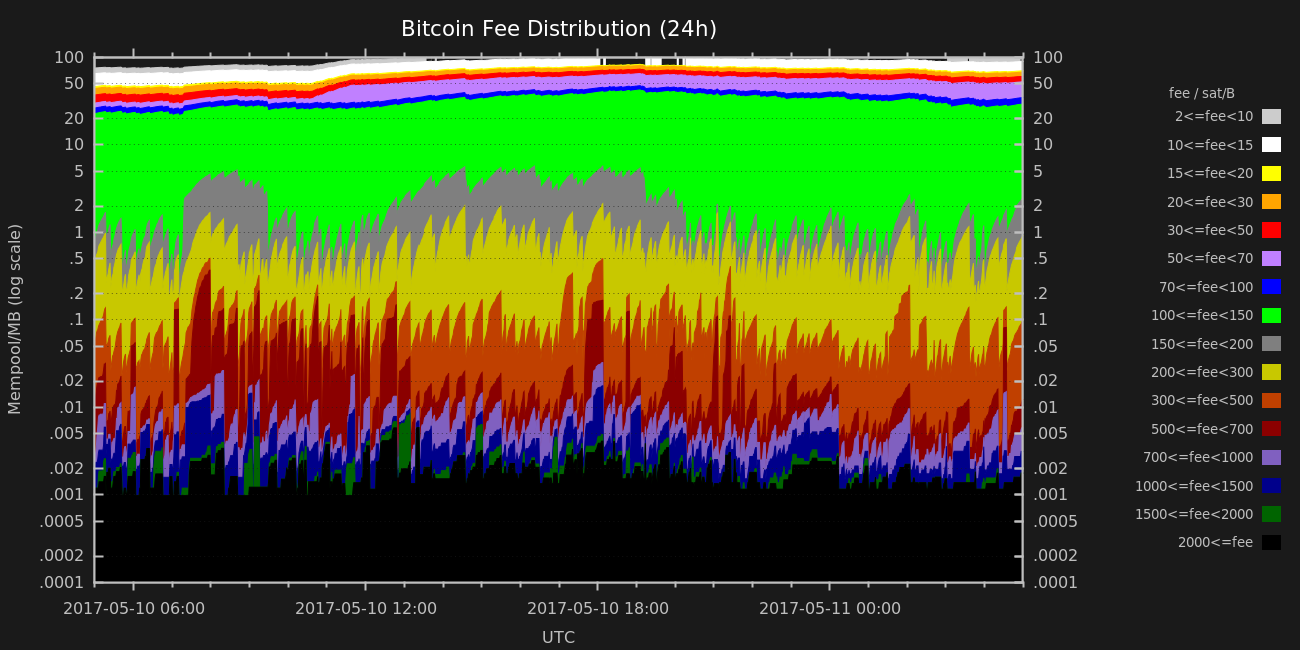 Bitcoin Fee Distribution (24h)
100
50
20
10
5
2
1
.5
.2
.1
.05
.02
.01
.005
.002
.001
.0005
.0002
.0001
Mempool/MB (log scale)
100
50
20
10
5
2
1
.5
.2
.1
.05
.02
.01
.005
.002
.001
.0005
.0002
.0001
2017-05-10 06:00 2017-05-10 12:00 2017-05-10 18:00 2017-05-11 00:00
UTC
fee / sat/B
2<=fee<10
10<=fee<15
15<=fee<20
20<=fee<30
30<=fee<50
50<=fee<70
70<=fee<100
100<=fee<150
150<=fee<200
200<=fee<300
300<=fee<500
500<=fee<700
700<=fee<1000
1000<=fee<1500
1500<=fee<2000
2000<=fee